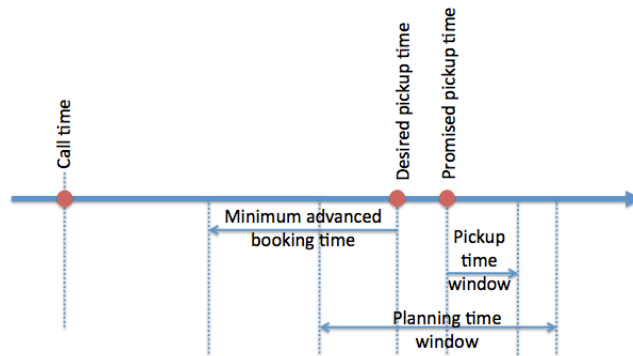 Call time
Desired pickup time
Promised pickup time
Minimum advanced
booking time
Pickup
time
window
Planning time
window